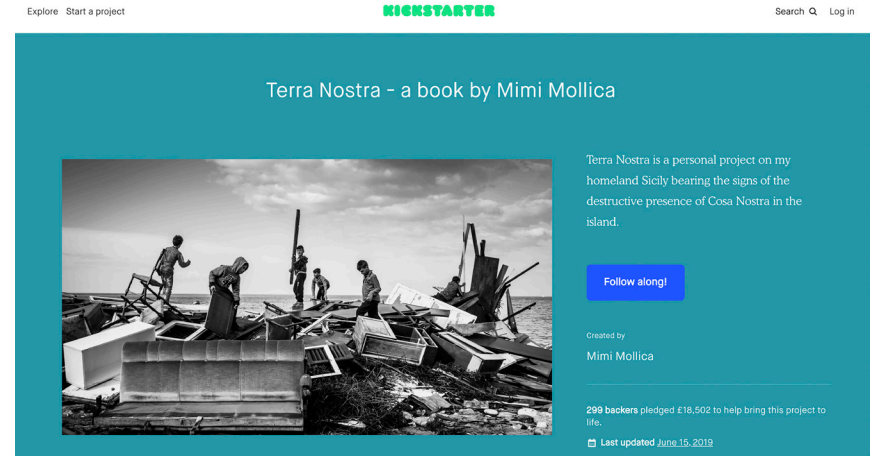 Explore Start a project KICKSTARTER Search Log in
Terra Nostra - a book by Mimi Mollica
Terra Nostra is a personal project on my
homeland Sicily bearing the signs of the
destructive presence of Cosa Nostra in the
island.
Follow along!
Created by
Mimi Mollica
299 backers pledged £18,502 to help bring this project to
life.
Last updated June 15, 2019